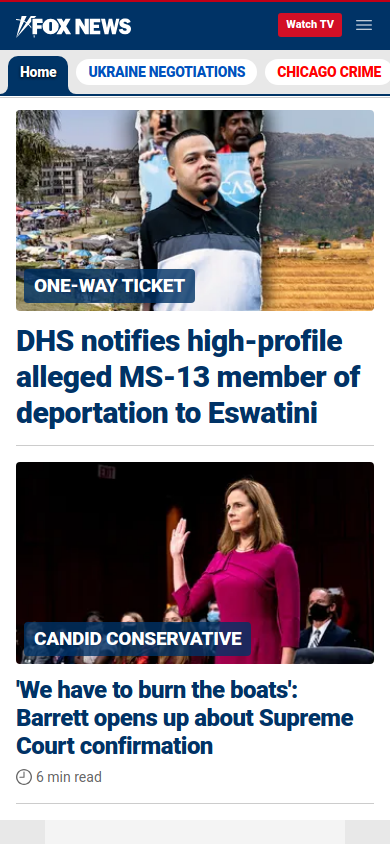 FOX NEWS
Watch TV
Home
UKRAINE NEGOTIATIONS
CHICAGO CRIME
CAS
ONE-WAY TICKET
DHS notifies high-profile
alleged MS-13 member of
deportation to Eswatini
EXIT
CANDID CONSERVATIVE
'We have to burn the boats':
Barrett opens up about Supreme
Court confirmation
6 min read